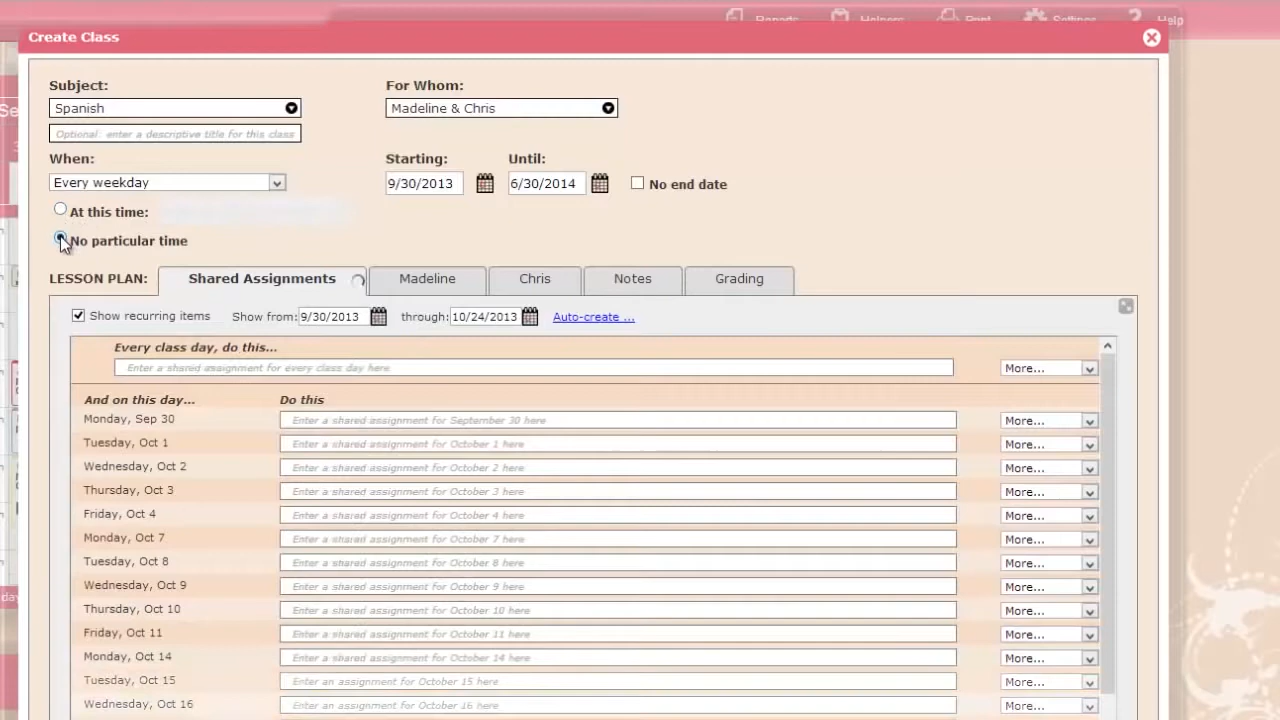 Reports Helpers Print Settings Help
Create Class
Subject: For Whom:
Spanish Madeline & Chris
Optional: enter a descriptive title for this class
When: Starting: Until:
Every weekday 9/30/2013 6/30/2014 No end date
At this time:
No particular time
LESSON PLAN: Shared Assignments Madeline Chris Notes Grading
Show recurring items Show from: 9/30/2013 through: 10/24/2013 Auto-create ...
Every class day, do this...
Enter a shared assignment for every class day here More...
And on this day... Do this
Monday, Sep 30 Enter a shared assignment for September 30 here More...
Tuesday, Oct 1 Enter a shared assignment for October 1 here More...
Wednesday, Oct 2 Enter a shared assignment for October 2 here More...
Thursday, Oct 3 Enter a shared assignment for October 3 here More...
Friday, Oct 4 Enter a shared assignment for October 4 here More...
Monday, Oct 7 Enter a shared assignment for October 7 here More...
Tuesday, Oct 8 Enter a shared assignment for October 8 here More...
Wednesday, Oct 9 Enter a shared assignment for October 9 here More...
Thursday, Oct 10 Enter a shared assignment for October 10 here More...
Friday, Oct 11 Enter a shared assignment for October 11 here More...
Monday, Oct 14 Enter a shared assignment for October 14 here More...
Tuesday, Oct 15 Enter an assignment for October 15 here More...
Wednesday, Oct 16 Enter an assignment for October 16 here More...